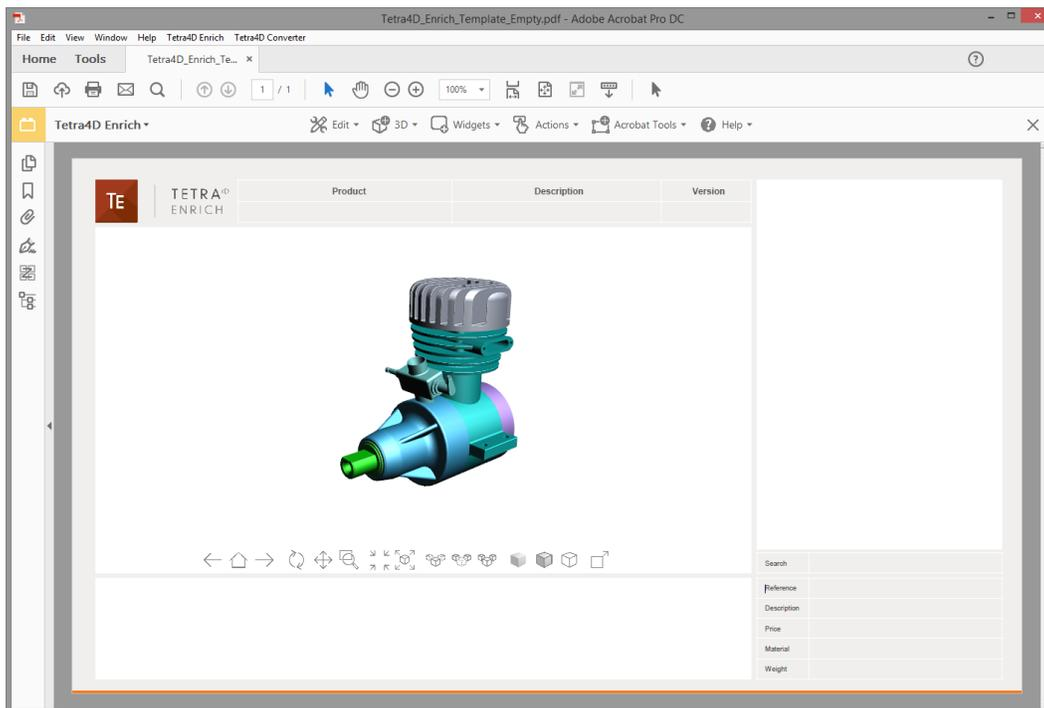 Tetra4D_Enrich_Template_Empty.pdf - Adobe Acrobat Pro DC
File Edit View Window Help Tetra4D Enrich Tetra4D Converter
Home Tools Tetra4D_Enrich_Te... ×
1 / 1 100%
Tetra4D Enrich Edit 3D Widgets Actions Acrobat Tools Help
TE TETRA4D
ENRICH
Product Description Version
Search
Reference
Description
Price
Material
Weight